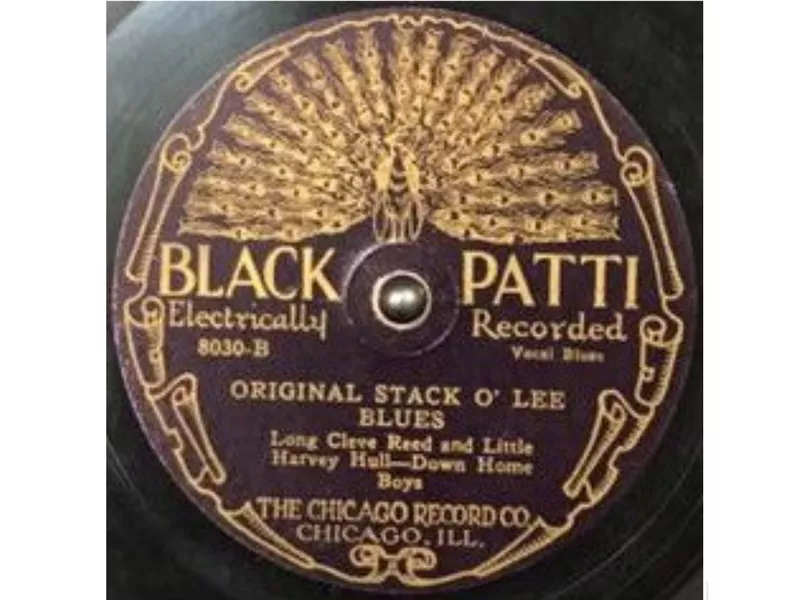 BLACK PATTI
Electrically Recorded
8030-B Vocal Blues
ORIGINAL STACK O' LEE
BLUES
Long Cleve Reed and Little
Harvey Hull—Down Home
Boys
THE CHICAGO RECORD CO.
CHICAGO, ILL.